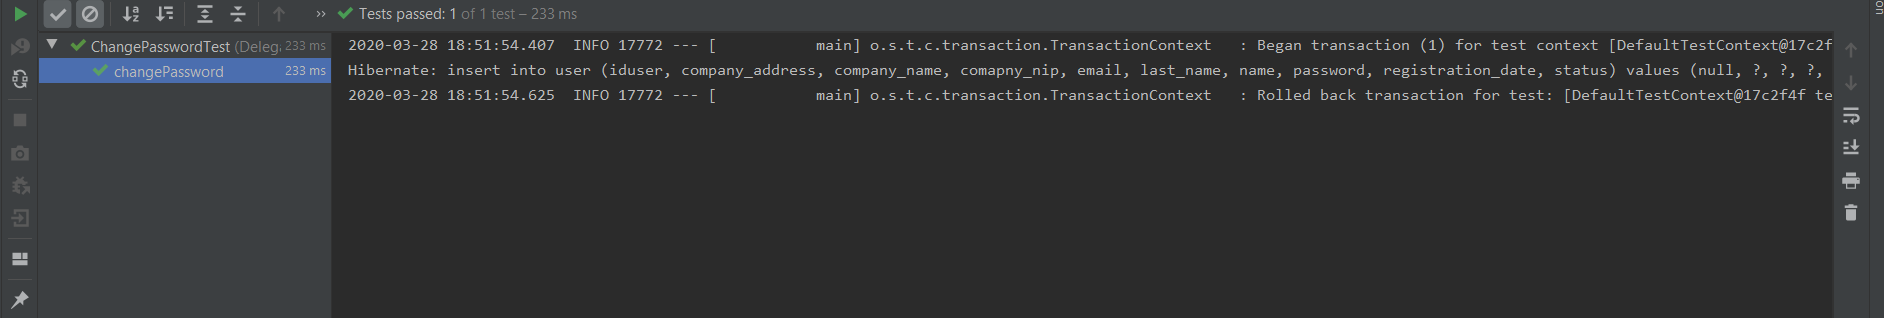 Tests passed: 1 of 1 test – 233 ms
ChangePasswordTest (Delega 233 ms
changePassword 233 ms
2020-03-28 18:51:54.407  INFO 17772 --- [           main] o.s.t.c.transaction.TransactionContext   : Began transaction (1) for test context [DefaultTestContext@17c2f
Hibernate: insert into user (iduser, company_address, company_name, comapny_nip, email, last_name, name, password, registration_date, status) values (null, ?, ?, ?,
2020-03-28 18:51:54.625  INFO 17772 --- [           main] o.s.t.c.transaction.TransactionContext   : Rolled back transaction for test: [DefaultTestContext@17c2f4f te
on